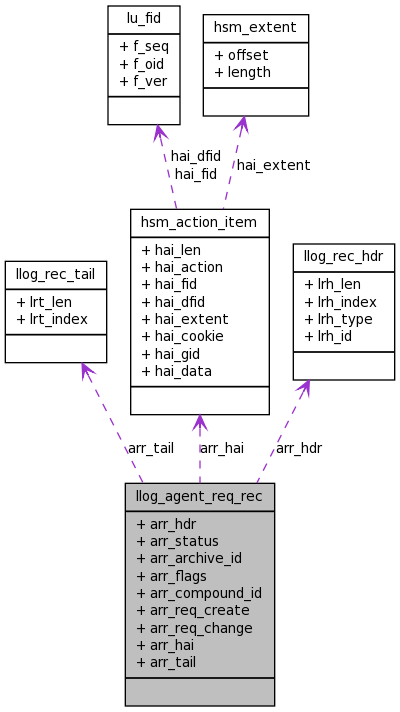 lu_fid
+ f_seq
+ f_oid
+ f_ver
hsm_extent
+ offset
+ length
hai_dfid
hai_fid
hai_extent
hsm_action_item
+ hai_len
+ hai_action
+ hai_fid
+ hai_dfid
+ hai_extent
+ hai_cookie
+ hai_gid
+ hai_data
llog_rec_tail
+ lrt_len
+ lrt_index
llog_rec_hdr
+ lrh_len
+ lrh_index
+ lrh_type
+ lrh_id
arr_tail
arr_hai
arr_hdr
llog_agent_req_rec
+ arr_hdr
+ arr_status
+ arr_archive_id
+ arr_flags
+ arr_compound_id
+ arr_req_create
+ arr_req_change
+ arr_hai
+ arr_tail